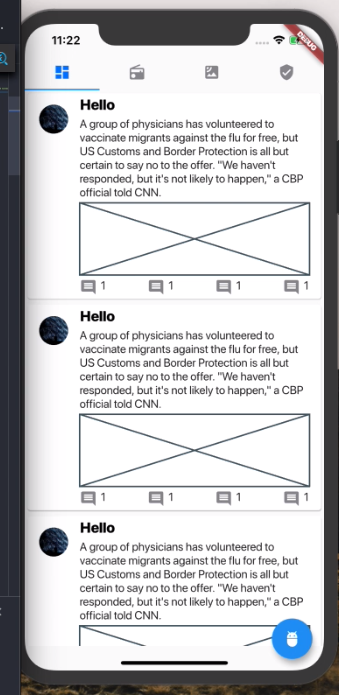 11:22
DEBUG
Hello
A group of physicians has volunteered to
vaccinate migrants against the flu for free, but
US Customs and Border Protection is all but
certain to say no to the offer. "We haven't
responded, but it's not likely to happen," a CBP
official told CNN.
1 1 1 1
Hello
A group of physicians has volunteered to
vaccinate migrants against the flu for free, but
US Customs and Border Protection is all but
certain to say no to the offer. "We haven't
responded, but it's not likely to happen," a CBP
official told CNN.
1 1 1 1
Hello
A group of physicians has volunteered to
vaccinate migrants against the flu for free, but
US Customs and Border Protection is all but
certain to say no to the offer. "We haven't
responded, but it's not likely to happen," a CBP
official told CNN.